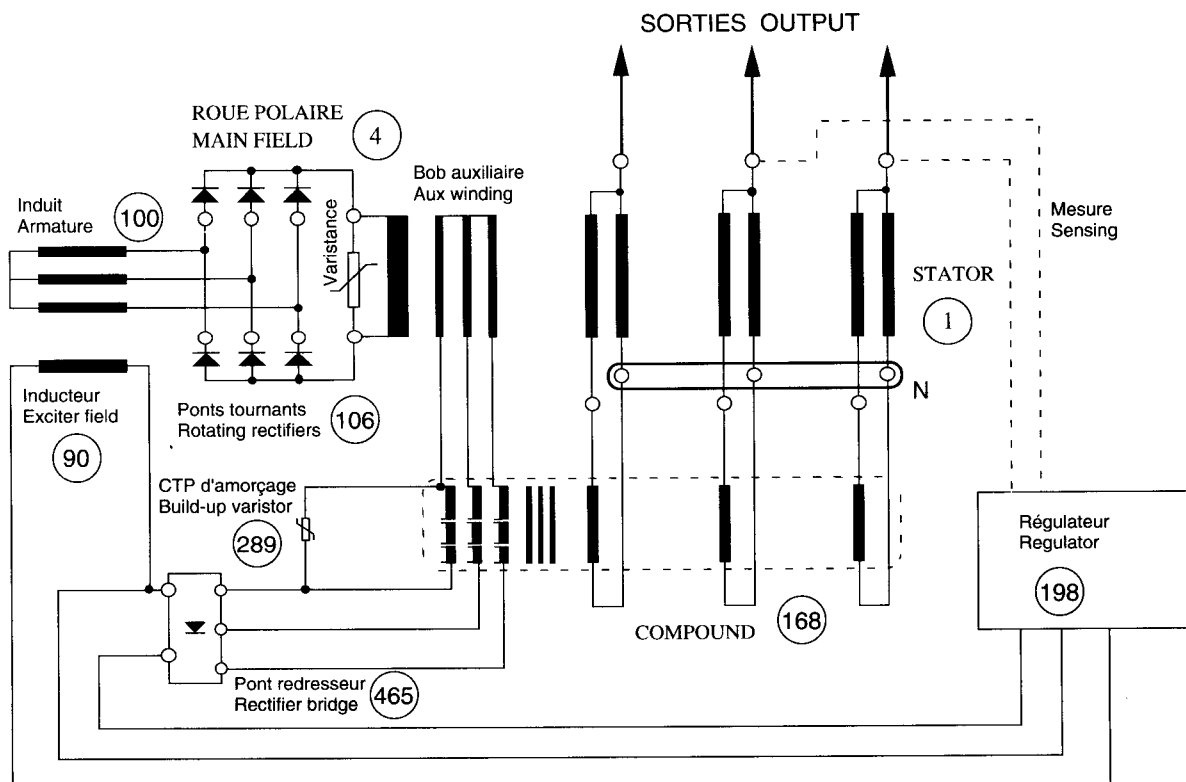 SORTIES OUTPUT
ROUE POLAIRE
MAIN FIELD
4
Bob auxiliaire
Aux winding
Induit
Armature
100
Varistance
Mesure
Sensing
STATOR
1
N
Inducteur
Exciter field
90
Ponts tournants
Rotating rectifiers
106
CTP d'amorçage
Build-up varistor
289
Régulateur
Regulator
198
COMPOUND
168
Pont redresseur
Rectifier bridge
465